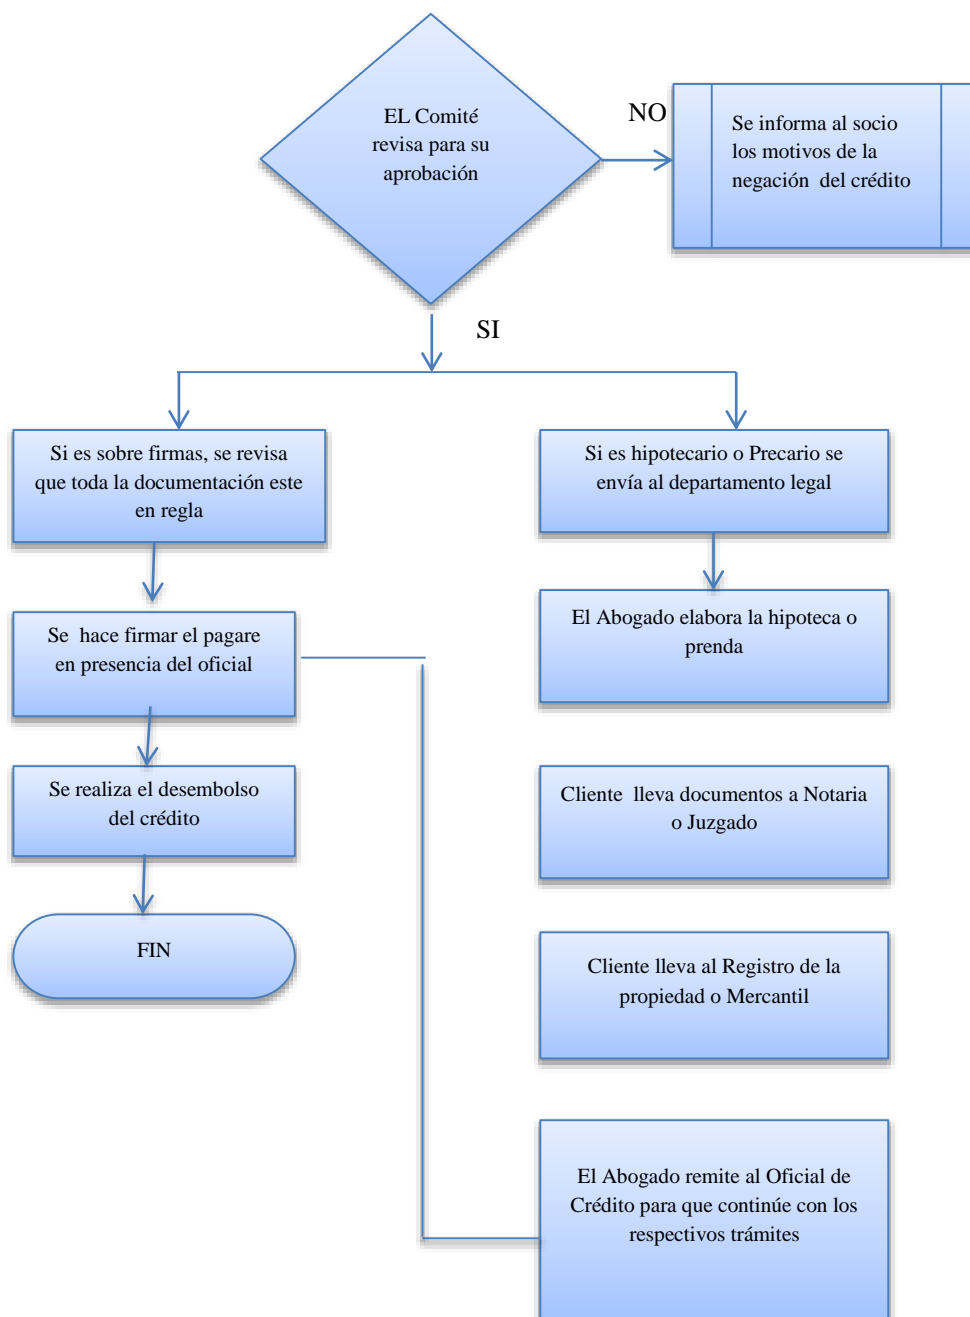 EL Comité
revisa para su
aprobación
NO
Se informa al socio
los motivos de la
negación del crédito
SI
Si es sobre firmas, se revisa
que toda la documentación este
en regla
Si es hipotecario o Precario se
envía al departamento legal
Se hace firmar el pagare
en presencia del oficial
El Abogado elabora la hipoteca o
prenda
Se realiza el desembolso
del crédito
Cliente lleva documentos a Notaria
o Juzgado
FIN
Cliente lleva al Registro de la
propiedad o Mercantil
El Abogado remite al Oficial de
Crédito para que continúe con los
respectivos trámites